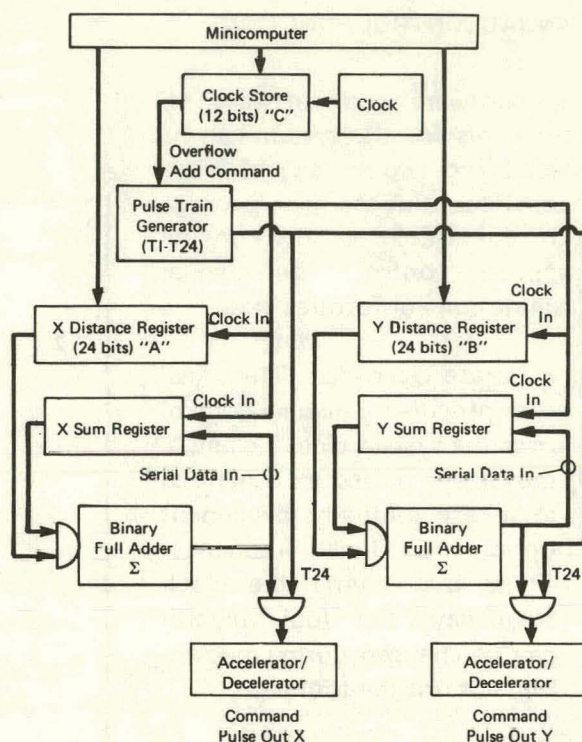 Minicomputer
Clock Store
(12 bits) "C"
Clock
Overflow
Add Command
Pulse Train
Generator
(TI-T24)
X Distance Register
(24 bits) "A"
Clock In
Y Distance Register
(24 bits) "B"
Clock
In
X Sum Register
Clock In
Y Sum Register
Clock
In
Serial Data In
Serial Data In
Binary
Full Adder
Σ
T24
Binary
Full Adder
Σ
T24
Accelerator/
Decelerator
Accelerator/
Decelerator
Command
Pulse Out X
Command
Pulse Out Y